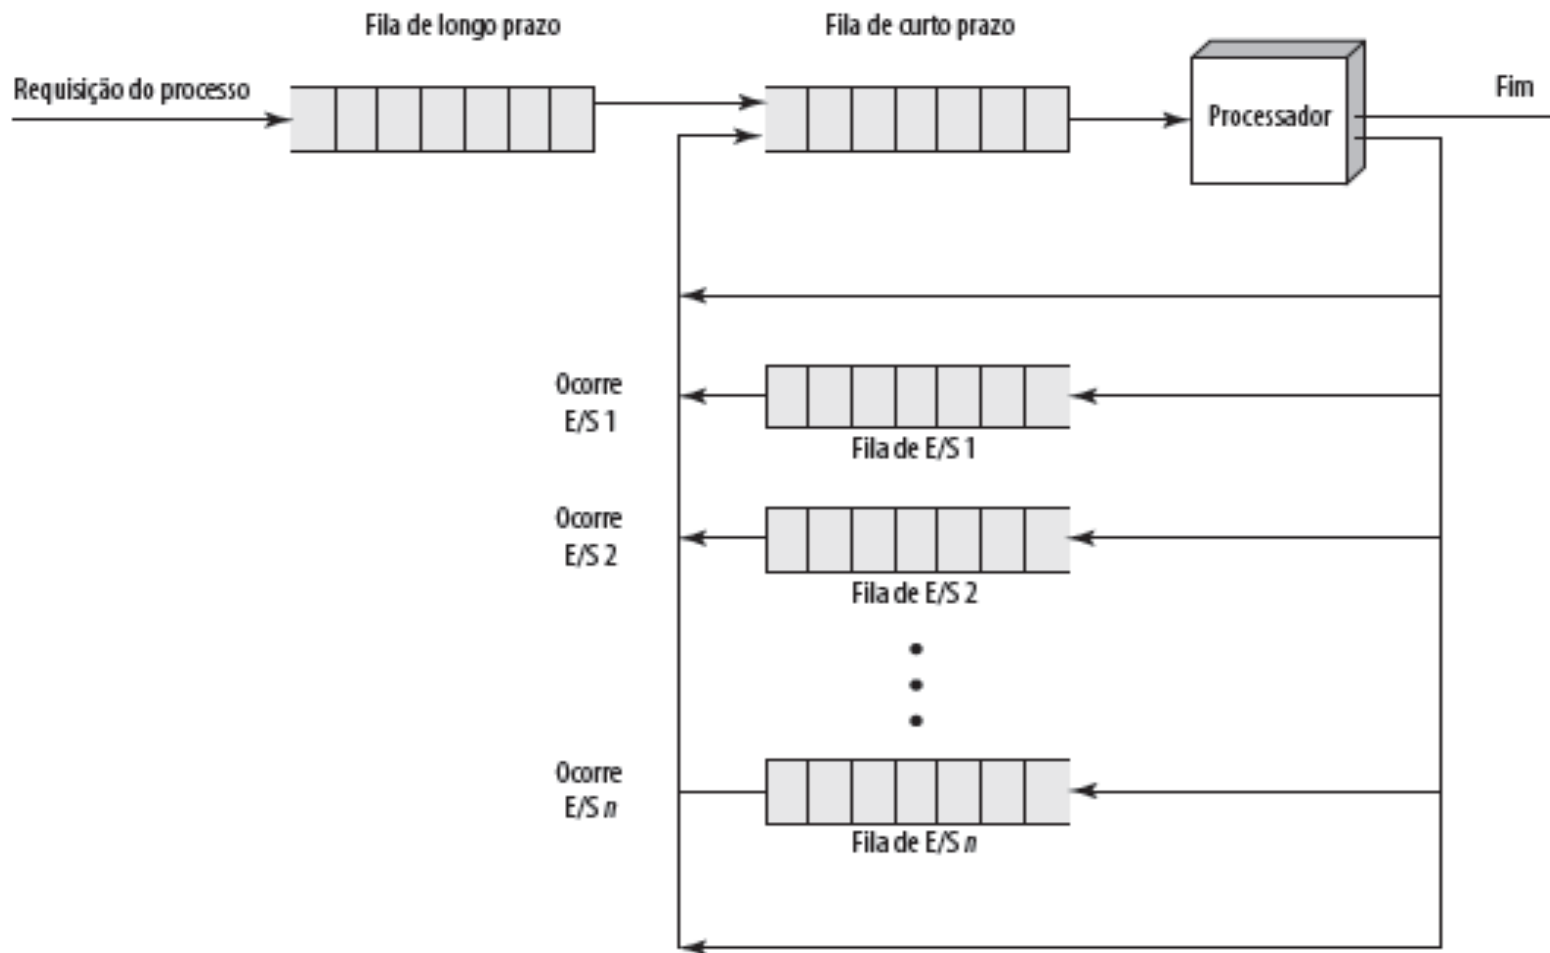 Fila de longo prazo
Fila de curto prazo
Requisição do processo
Processador
Fim
Ocorre
E/S 1
Fila de E/S 1
Ocorre
E/S 2
Fila de E/S 2
Ocorre
E/S n
Fila de E/S n